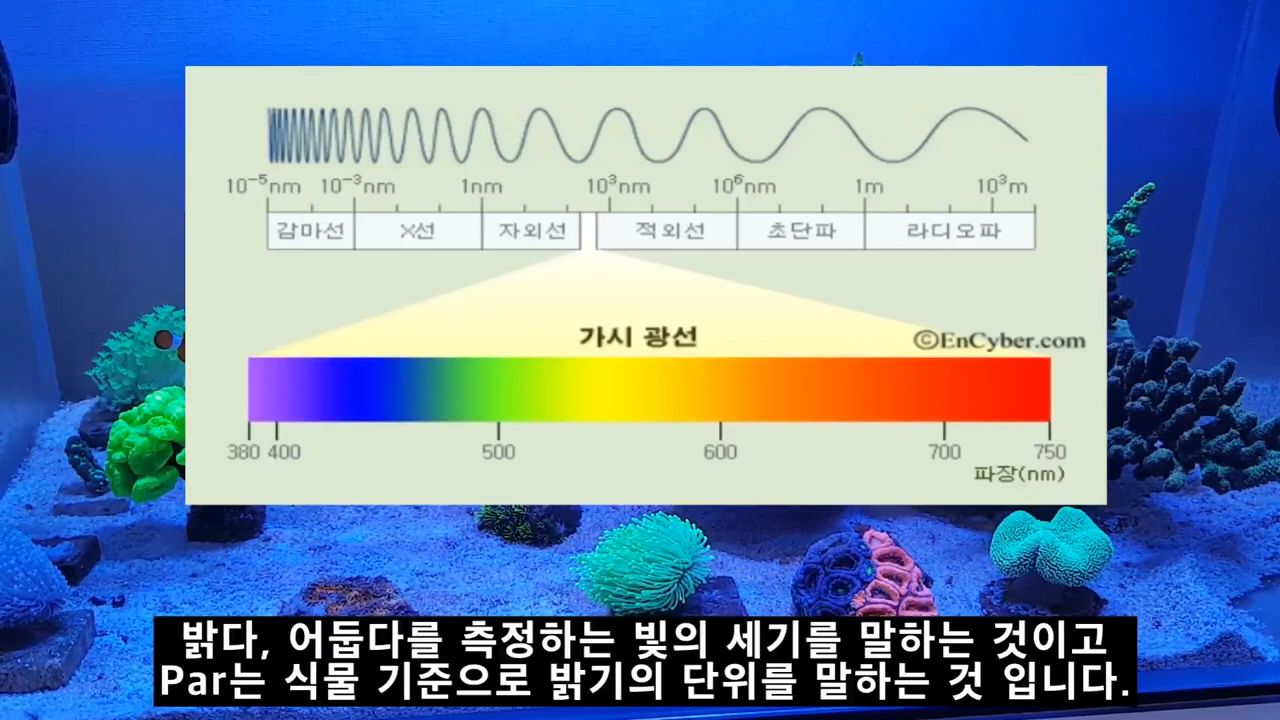 10⁻⁵nm 10⁻³nm 1nm 10³nm 10⁶nm 1m 10³m
감마선 X선 자외선 적외선 초단파 라디오파
가시 광선
©EnCyber.com
380 400 500 600 700 750
파장(nm)
밝다, 어둡다를 측정하는 빛의 세기를 말하는 것이고
Par는 식물 기준으로 밝기의 단위를 말하는 것 입니다.